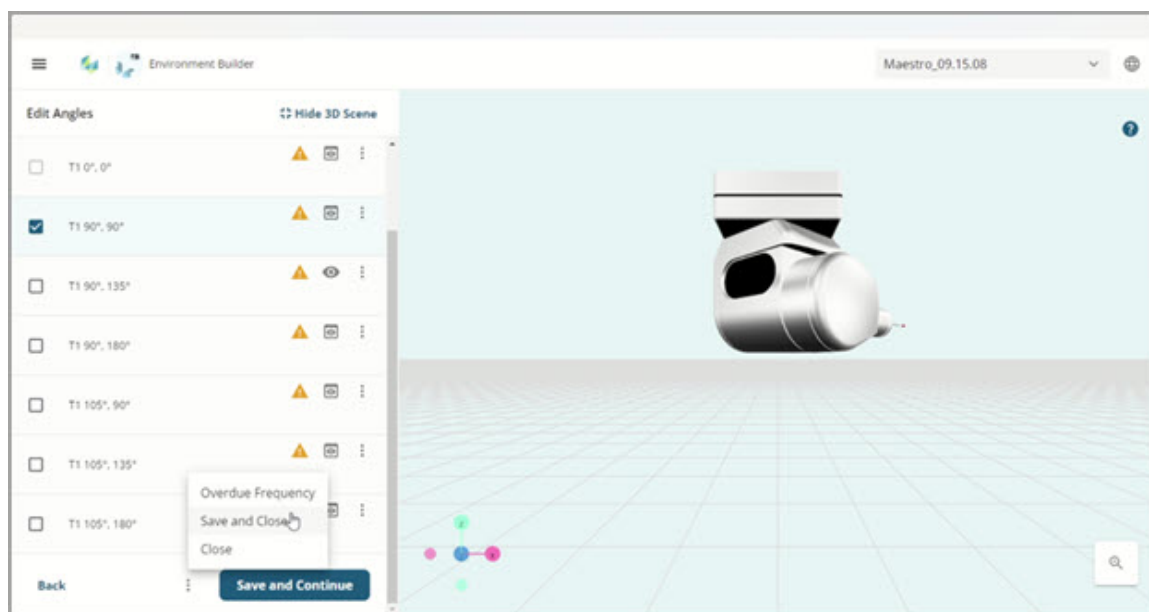 Environment Builder
Maestro_09.15.08
Edit Angles
Hide 3D Scene
T1 0°, 0°
T1 90°, 90°
T1 90°, 135°
T1 90°, 180°
T1 105°, 90°
T1 105°, 135°
T1 105°, 180°
Overdue Frequency
Save and Close
Close
Back
Save and Continue